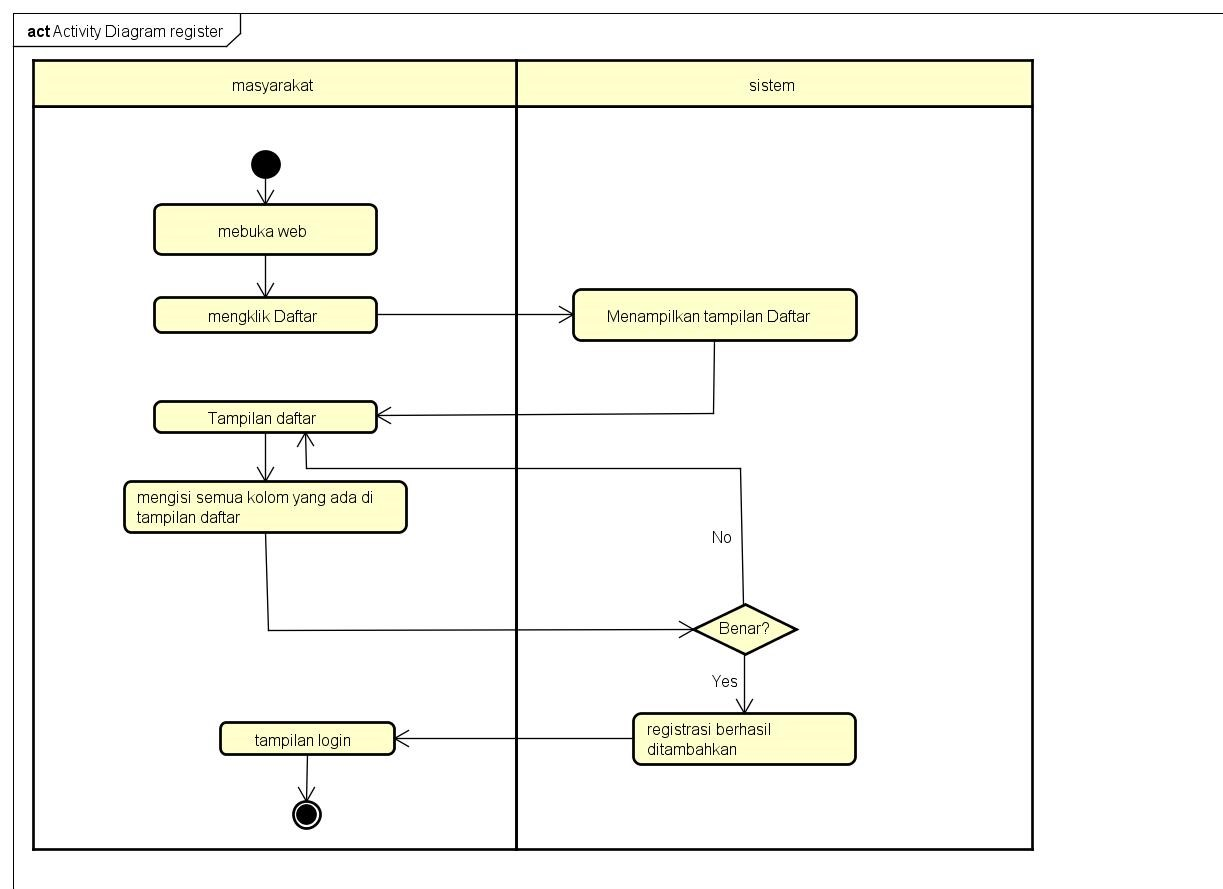 act Activity Diagram register
masyarakat
sistem
mebuka web
mengklik Daftar
Menampilkan tampilan Daftar
Tampilan daftar
mengisi semua kolom yang ada di
tampilan daftar
No
Benar?
Yes
registrasi berhasil
ditambahkan
tampilan login